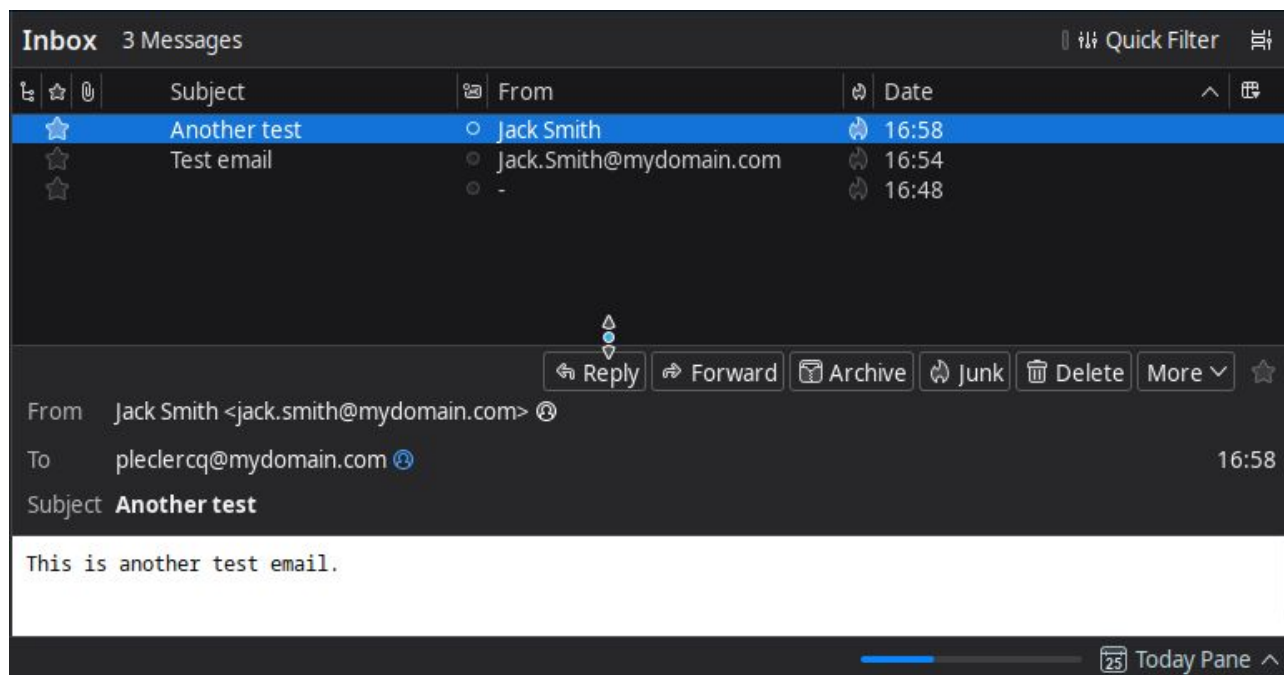 Inbox 3 Messages Quick Filter
Subject From Date
Another test Jack Smith 16:58
Test email Jack.Smith@mydomain.com 16:54
- 16:48
Reply Forward Archive Junk Delete More
From Jack Smith <jack.smith@mydomain.com>
To pleclercq@mydomain.com 16:58
Subject Another test
This is another test email.
25 Today Pane